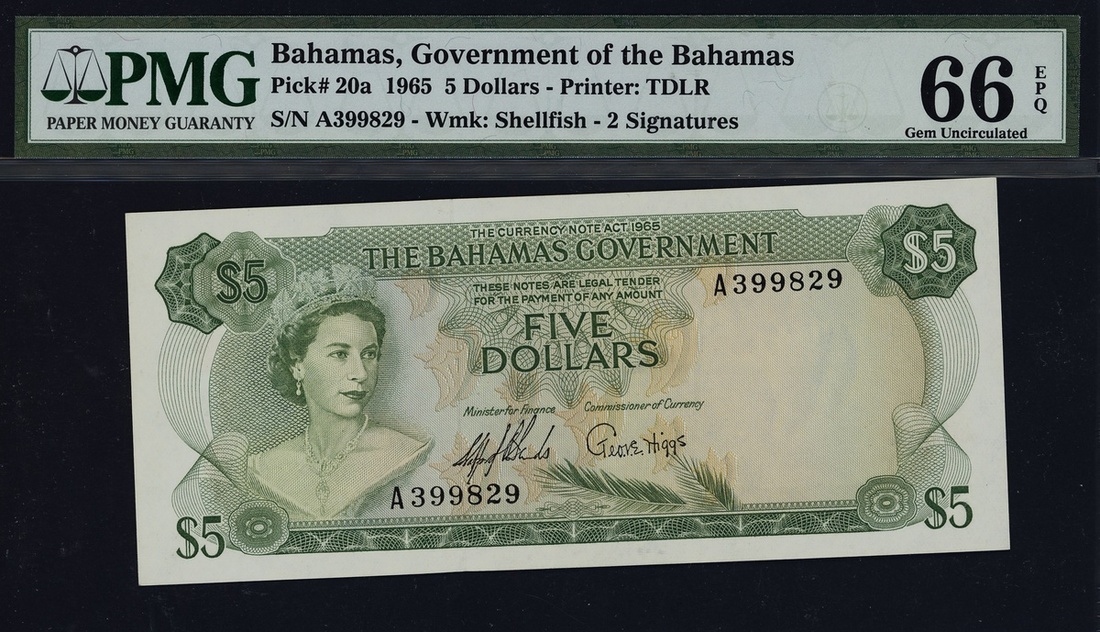 PMG
PAPER MONEY GUARANTY
Bahamas, Government of the Bahamas
Pick# 20a 1965 5 Dollars - Printer: TDLR
S/N A399829 - Wmk: Shellfish - 2 Signatures
66
EPQ
Gem Uncirculated
THE CURRENCY NOTE ACT 1965
THE BAHAMAS GOVERNMENT
$5
$5
THESE NOTES ARE LEGAL TENDER
FOR THE PAYMENT OF ANY AMOUNT
A399829
FIVE
DOLLARS
Minister for finance Commissioner of Currency
Geo. E. Higgs
A399829
$5
$5